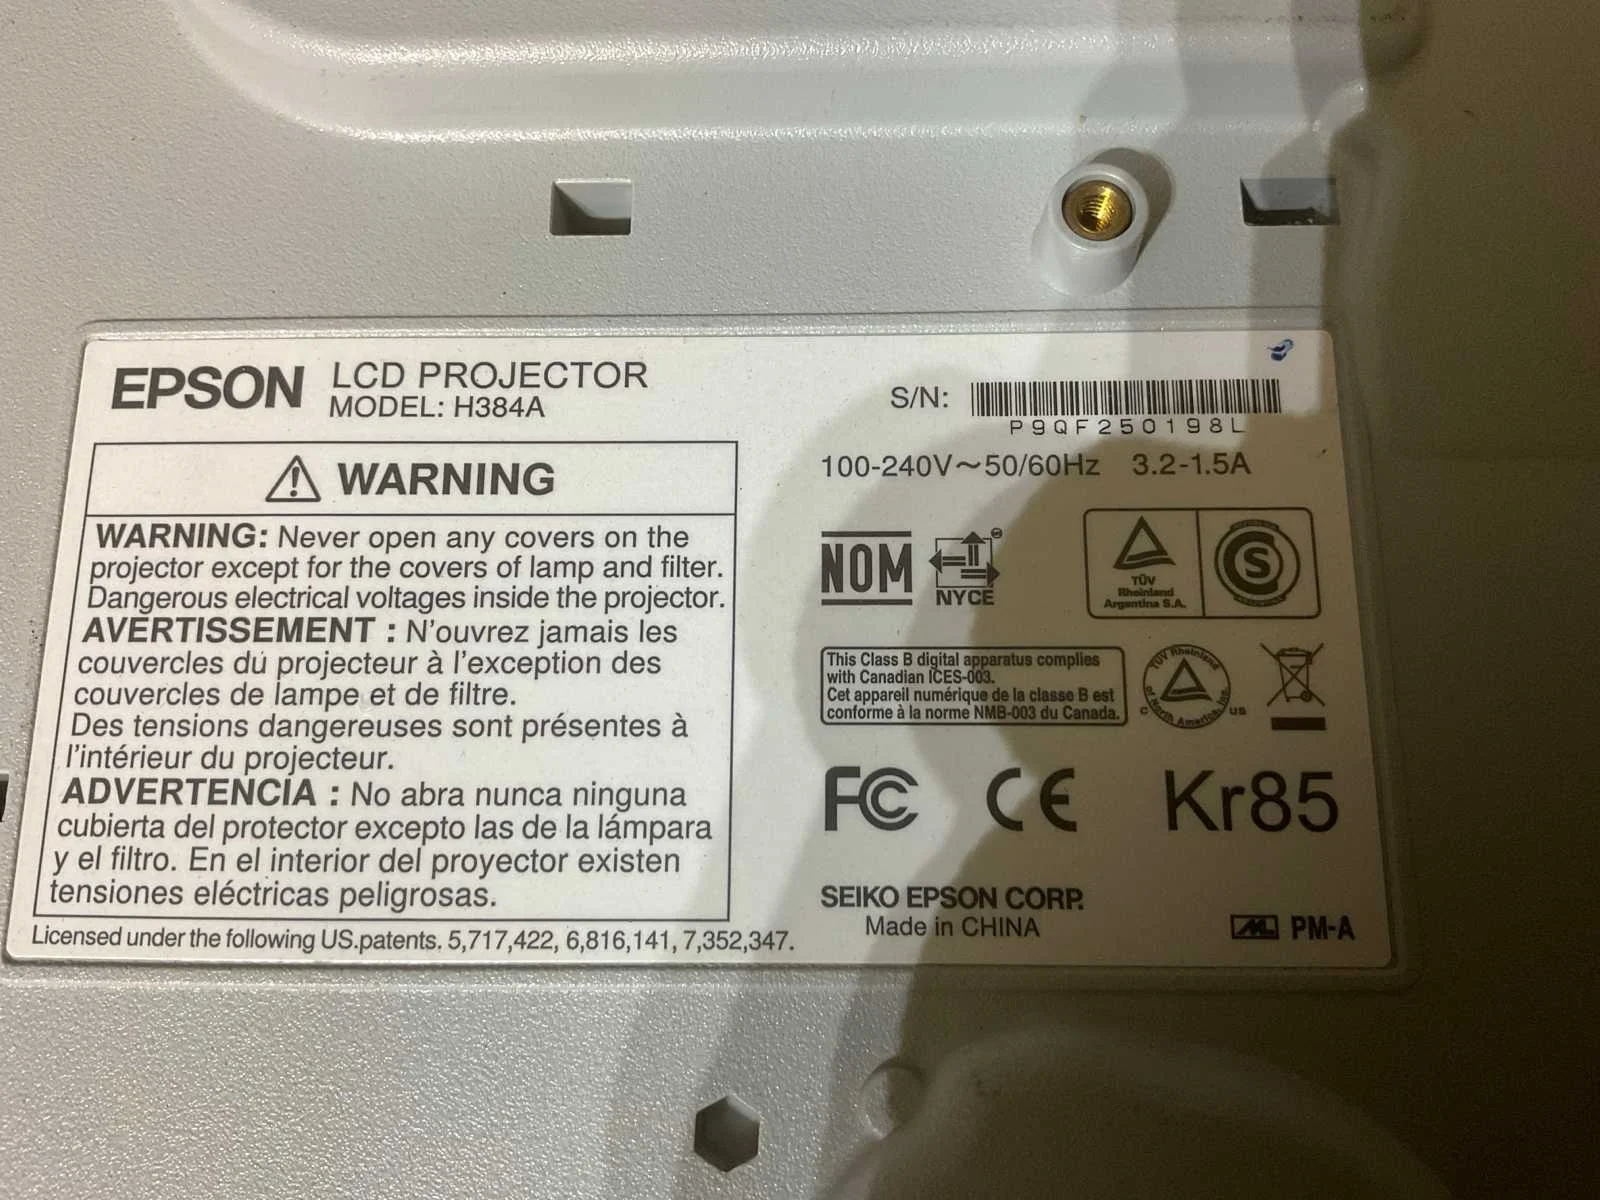 EPSON
LCD PROJECTOR
MODEL: H384A
WARNING
WARNING: Never open any covers on the
projector except for the covers of lamp and filter.
Dangerous electrical voltages inside the projector.
AVERTISSEMENT : N'ouvrez jamais les
couvercles du projecteur à l'exception des
couvercles de lampe et de filtre.
Des tensions dangereuses sont présentes à
l'intérieur du projecteur.
ADVERTENCIA : No abra nunca ninguna
cubierta del protector excepto las de la lámpara
y el filtro. En el interior del proyector existen
tensiones eléctricas peligrosas.
Licensed under the following US.patents. 5,717,422, 6,816,141, 7,352,347.
S/N:
P9QF250198L
100-240V～50/60Hz 3.2-1.5A
NOM
NYCE
TÜV
Rheinland
Argentina S.A.
S
This Class B digital apparatus complies
with Canadian ICES-003.
Cet appareil numérique de la classe B est
conforme à la norme NMB-003 du Canada.
TÜV Rheinland
of North America, Inc.
C US
FC CE Kr85
SEIKO EPSON CORP.
Made in CHINA
PM-A